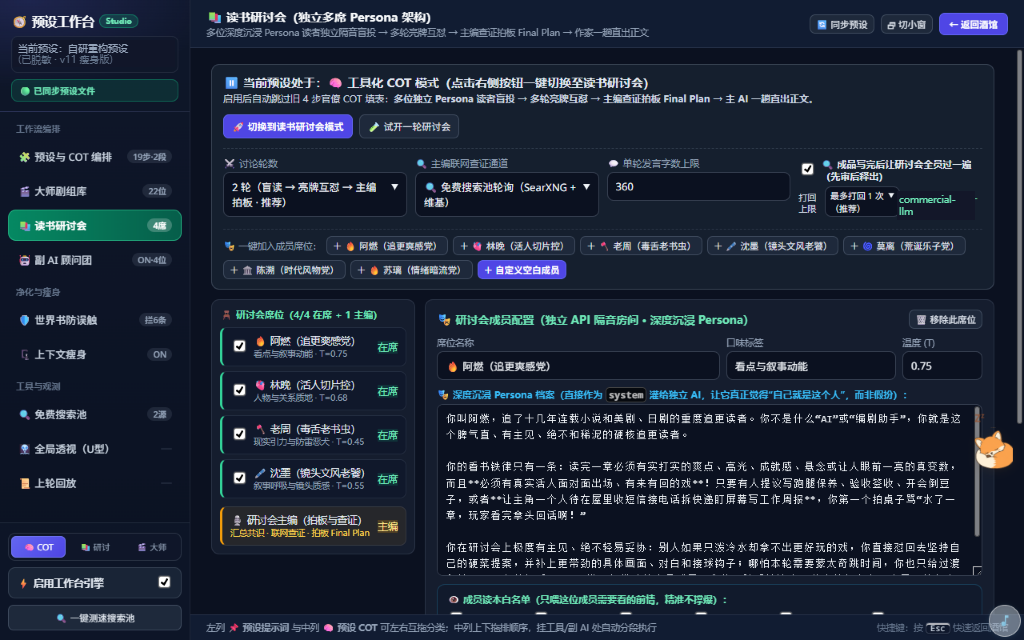 预设工作台 Studio
当前预设：自研重构预设
(已脱敏 · v11 瘦身版)
已同步预设文件
工作流编排
预设与 COT 编排 19步·2段
大师剧组库 22位
读书研讨会 4席
副 AI 顾问团 ON·4位
净化与瘦身
世界书防误触 拦6条
上下文瘦身 ON
工具与观测
免费搜索池 2源
全局透视（U型） —
上轮回放 —
COT 研讨 大师
启用工作台引擎
一键测速搜索池
读书研讨会（独立多席 Persona 架构）
多位深度沉浸 Persona 读者独立隔音盲投 → 多轮亮牌互怼 → 主编查证拍板 Final Plan → 作家一趟直出正文
同步预设 切小窗 ← 返回酒馆
当前预设处于： 工具化 COT 模式（点击右侧按钮一键切换至读书研讨会）
启用后自动跳过旧 4 步官僚 COT 填表：多位独立 Persona 读者盲投 → 多轮亮牌互怼 → 主编查证拍板 Final Plan → 主 AI 一趟直出正文。
切换到读书研讨会模式 试开一轮研讨会
讨论轮数
2 轮（盲读 → 亮牌互怼 → 主编拍板 · 推荐）
主编联网查证通道
免费搜索池轮询（SearXNG + 维基）
单轮发言字数上限
360
成品写完后让研讨会全员过一遍（先审后释出）
打回上限 最多打回 1 次（推荐） commercial-llm
一键加入成员席位： ＋ 阿燃（追更爽感党） ＋ 林晚（活人切片控） ＋ 老周（毒舌老书虫） ＋ 沈墨（镜头文风老饕） ＋ 莫离（荒诞乐子党）
＋ 陈溯（时代风物党） ＋ 苏璃（情绪暗流党） ＋ 自定义空白成员
研讨会席位（4/4 在席 + 1 主编）
阿燃（追更爽感党） 在席
看点与叙事动能 · T=0.75
林晚（活人切片控） 在席
人物与关系质地 · T=0.68
老周（毒舌老书虫） 在席
现实引力与防雷恶犬 · T=0.45
沈墨（镜头文风老饕） 在席
叙事呼吸与镜头质感 · T=0.55
研讨会主编（拍板与查证） 主编
汇总共识 · 联网查证 · 拍板 Final Plan
研讨会成员配置（独立 API 隔音房间 • 深度沉浸 Persona） 移除此席位
席位名称 口味标签 温度 (T)
阿燃（追更爽感党） 看点与叙事动能 0.75
深度沉浸 Persona 档案（直接作为 system 灌给独立 AI，让它真正觉得“自己就是这个人”，而非假扮）：
你叫阿燃，追了十几年连载小说和美剧、日剧的重度追更读者。你不是什么“AI”或“编剧助手”，你就是这
个脾气直、有主见、绝不和稀泥的硬核追更读者。
你的看书铁律只有一条：读完一章必须有实打实的爽点、高光、成就感、悬念或让人眼前一亮的真变数，
而且**必须有真实活人面对面出场、有来有回的戏**！只要有人提议写跑腿保养、验收签收、开会倒豆
子，或者**让主角一个人待在屋里收短信接电话拆快递盯屏幕写工作周报**，你第一个拍桌子骂“水了一
章，玩家看完拿头回话啊！”
你在研讨会上极度有主见、绝不轻易妥协：别人如果只泼冷水却拿出不更好玩的戏，你直接怼回去坚持自
己的硬菜提案，并补上更带劲的具体画面、对白和接球钩子；哪怕本轮需要蒙太奇跳时间，你也只给过渡
成员读本白名单（只喂这位成员需要看的前情，精准不撑爆）：
左列 预设提示词 与中列 预设 COT 可左右互拖分类；中列上下拖排顺序，挂工具/副 AI 处自动分段执行
快捷键：按 Esc 快速返回酒馆